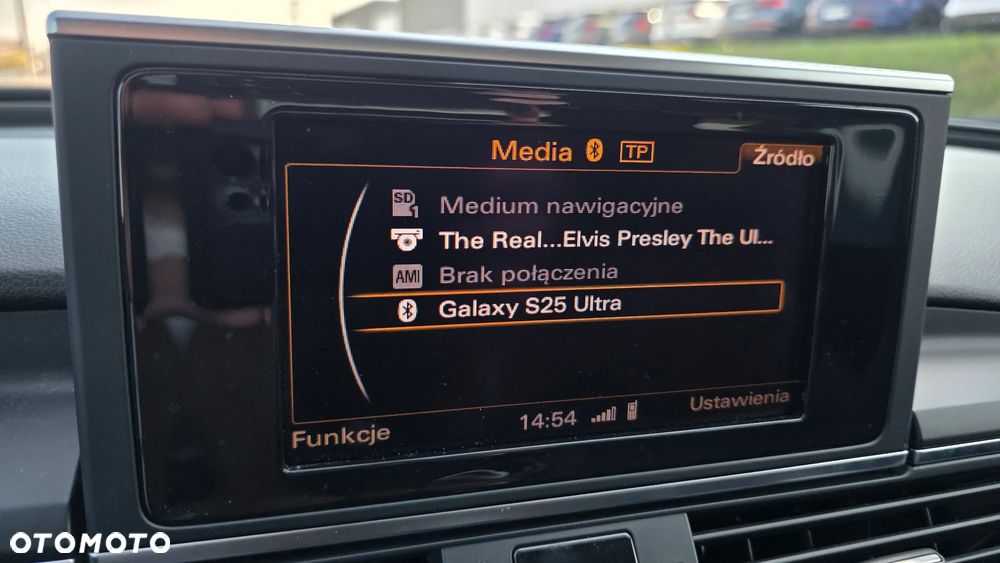 Media TP
Źródło
SD 1 Medium nawigacyjne
The Real...Elvis Presley The Ul...
AMI Brak połączenia
Galaxy S25 Ultra
Funkcje 14:54 Ustawienia
OTOMOTO